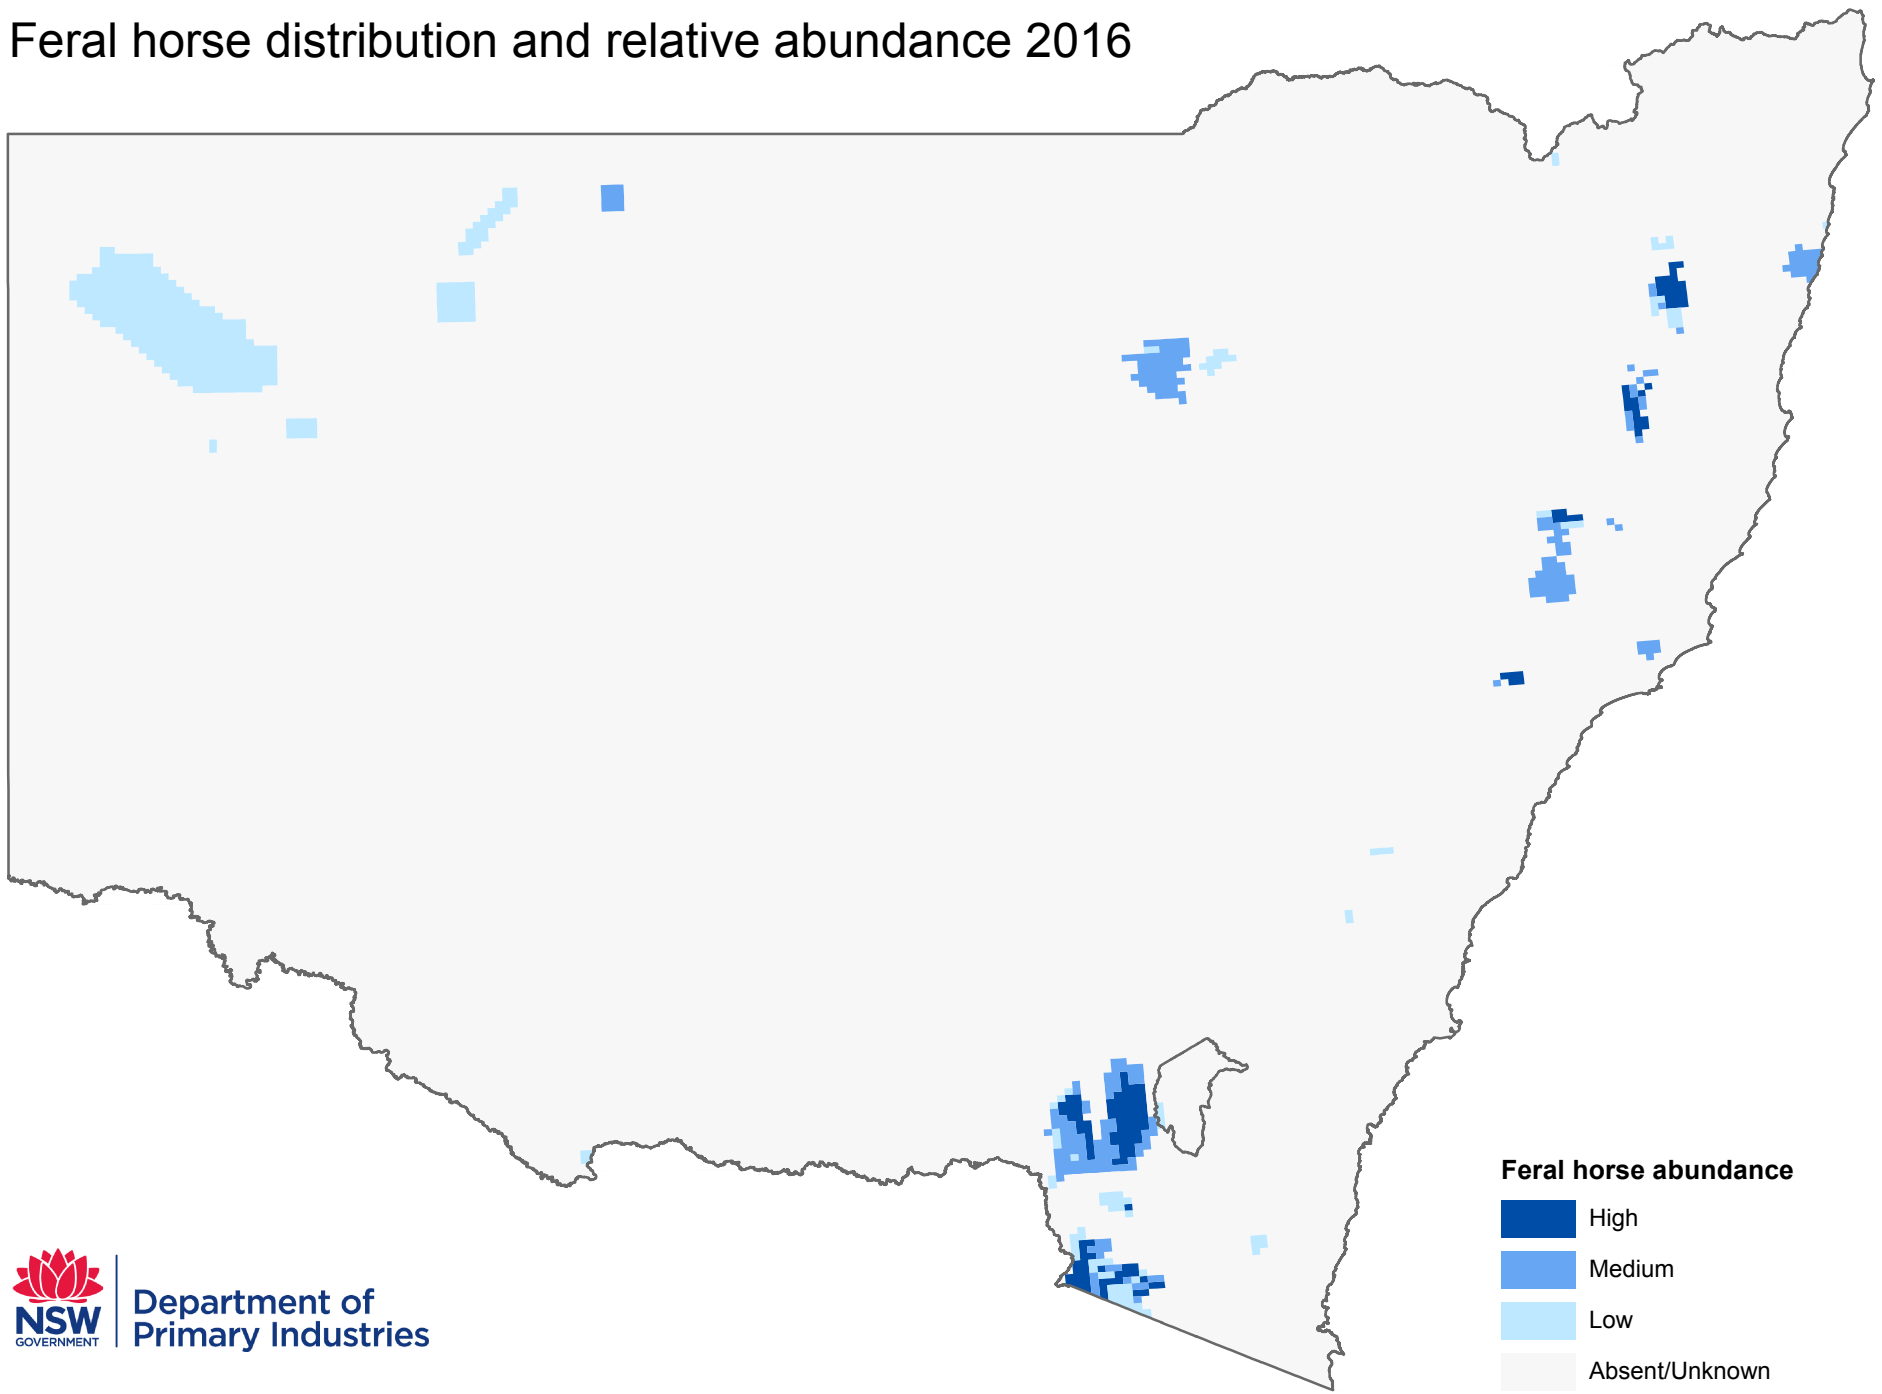 Feral horse distribution and relative abundance 2016
Feral horse abundance
High
Medium
Low
Absent/Unknown
NSW
GOVERNMENT
Department of
Primary Industries